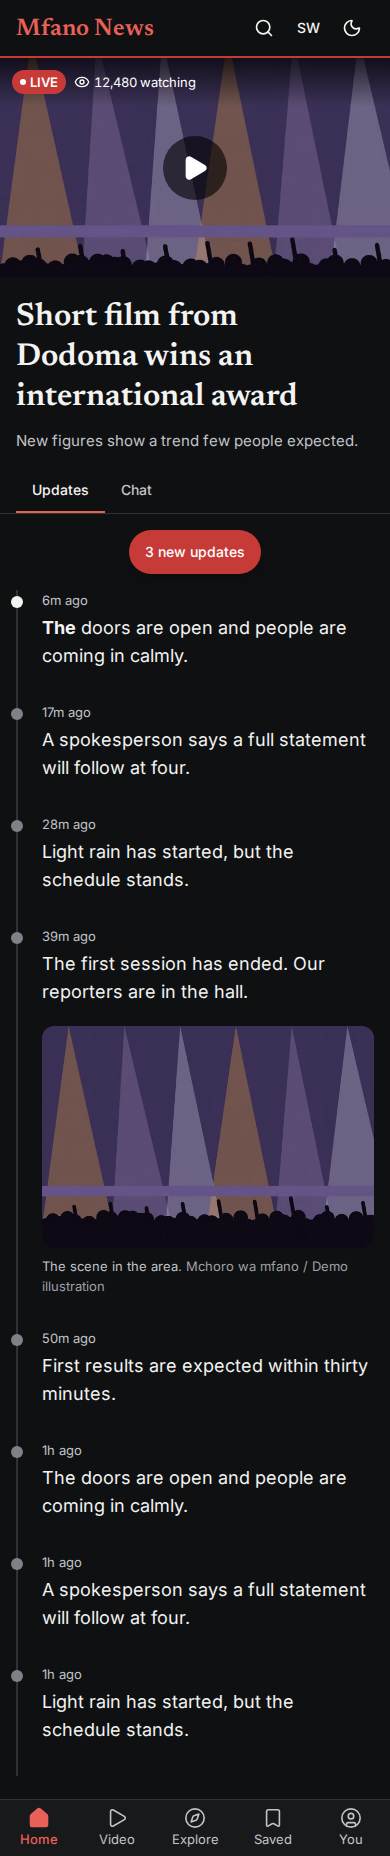 Mfano News
SW
LIVE
12,480 watching
Short film from
Dodoma wins an
international award
New figures show a trend few people expected.
Updates
Chat
3 new updates
6m ago
The doors are open and people are
coming in calmly.
17m ago
A spokesperson says a full statement
will follow at four.
28m ago
Light rain has started, but the
schedule stands.
39m ago
The first session has ended. Our
reporters are in the hall.
The scene in the area. Mchoro wa mfano / Demo
illustration
50m ago
First results are expected within thirty
minutes.
1h ago
The doors are open and people are
coming in calmly.
1h ago
A spokesperson says a full statement
will follow at four.
1h ago
Light rain has started, but the
schedule stands.
Home
Video
Explore
Saved
You